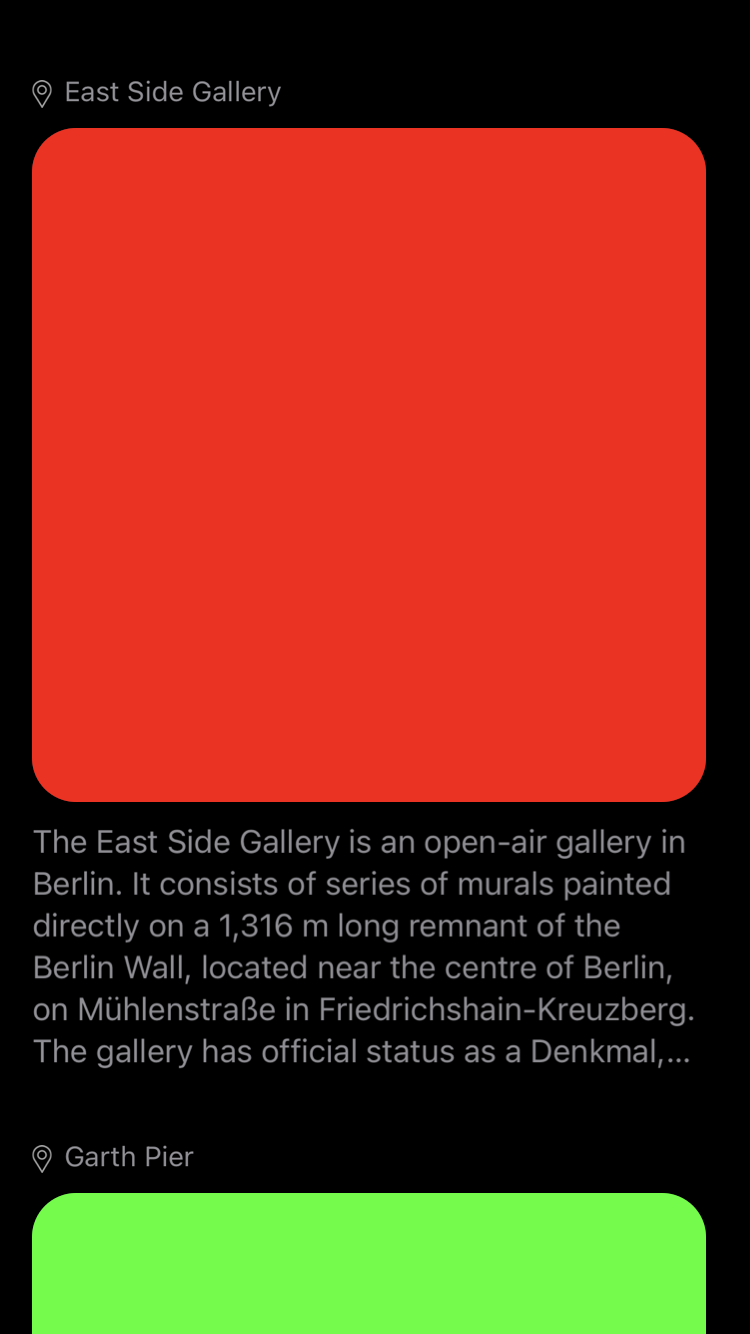 East Side Gallery
The East Side Gallery is an open-air gallery in
Berlin. It consists of series of murals painted
directly on a 1,316 m long remnant of the
Berlin Wall, located near the centre of Berlin,
on Mühlenstraße in Friedrichshain-Kreuzberg.
The gallery has official status as a Denkmal,...
Garth Pier